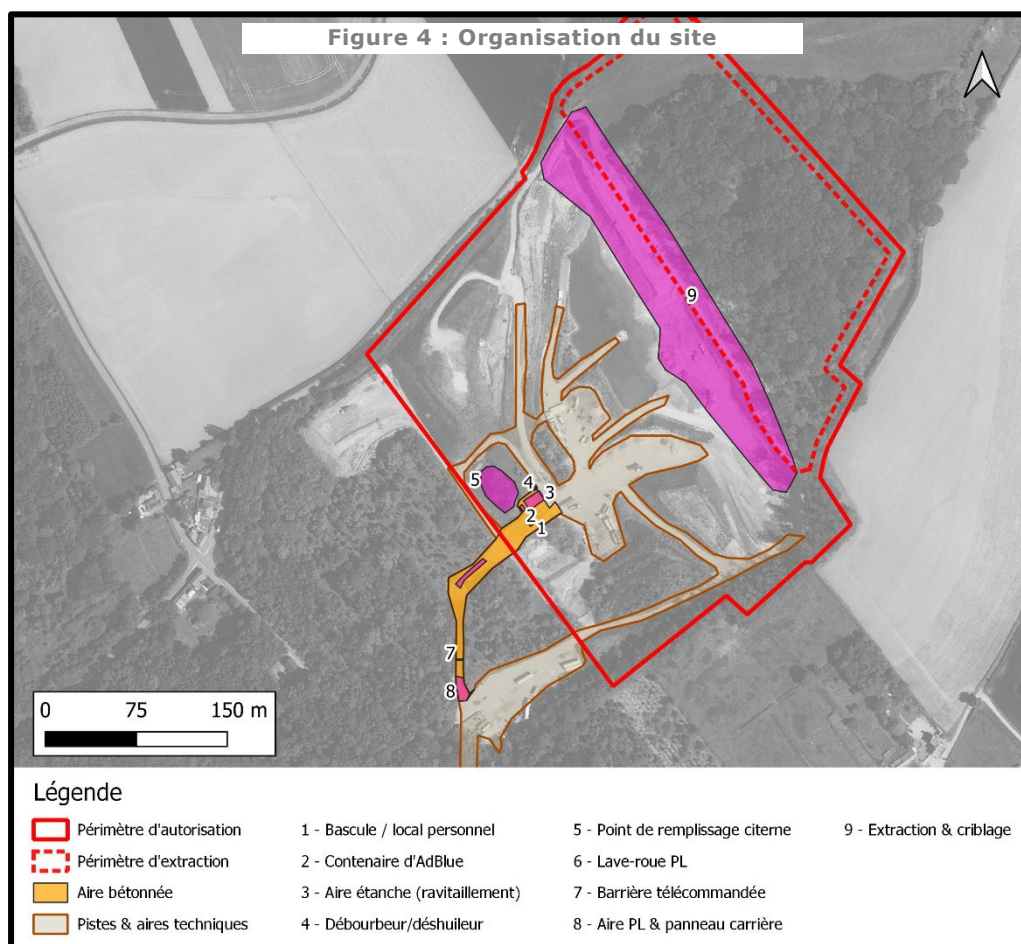 Figure 4 : Organisation du site
9
5
4
3
2
1
7
8
0 75 150 m
Légende
Périmètre d'autorisation
Périmètre d'extraction
Aire bétonnée
Pistes & aires techniques
1 - Bascule / local personnel
2 - Contenaire d'AdBlue
3 - Aire étanche (ravitaillement)
4 - Débourbeur/déshuileur
5 - Point de remplissage citerne
6 - Lave-roue PL
7 - Barrière télécommandée
8 - Aire PL & panneau carrière
9 - Extraction & criblage